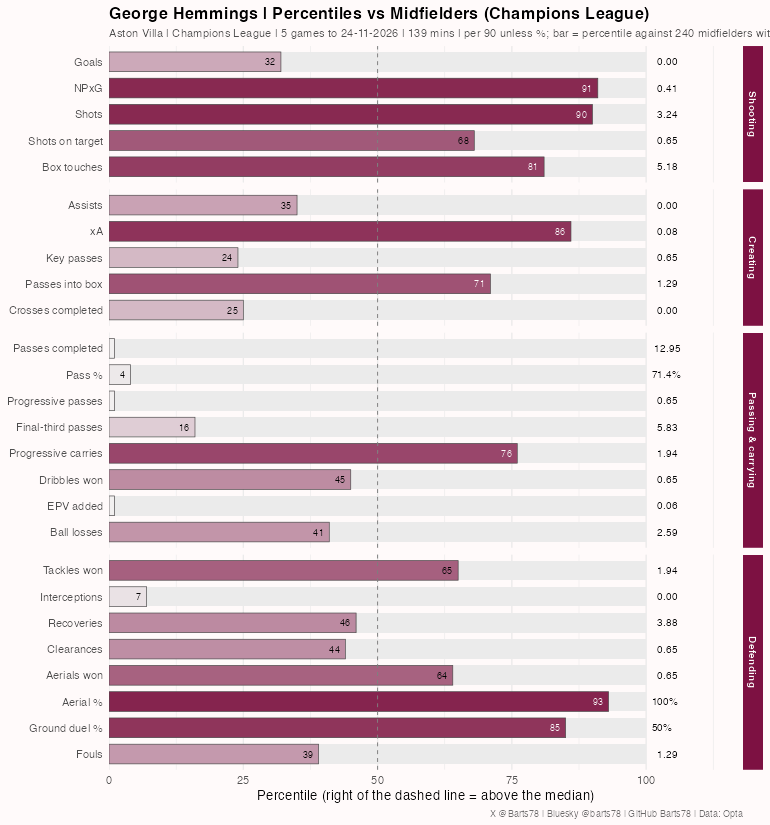 George Hemmings | Percentiles vs Midfielders (Champions League)
Aston Villa | Champions League | 5 games to 24-11-2026 | 139 mins | per 90 unless %; bar = percentile against 240 midfielders wit
Goals 32 0.00
NPxG 91 0.41
Shots 90 3.24
Shots on target 68 0.65
Box touches 81 5.18
Shooting
Assists 35 0.00
xA 86 0.08
Key passes 24 0.65
Passes into box 71 1.29
Crosses completed 25 0.00
Creating
Passes completed 12.95
Pass % 4 71.4%
Progressive passes 0.65
Final-third passes 16 5.83
Progressive carries 76 1.94
Dribbles won 45 0.65
EPV added 0.06
Ball losses 41 2.59
Passing & carrying
Tackles won 65 1.94
Interceptions 7 0.00
Recoveries 46 3.88
Clearances 44 0.65
Aerials won 64 0.65
Aerial % 93 100%
Ground duel % 85 50%
Fouls 39 1.29
Defending
0 25 50 75 100
Percentile (right of the dashed line = above the median)
X @Barts78 | Bluesky @barts78 | GitHub Barts78 | Data: Opta